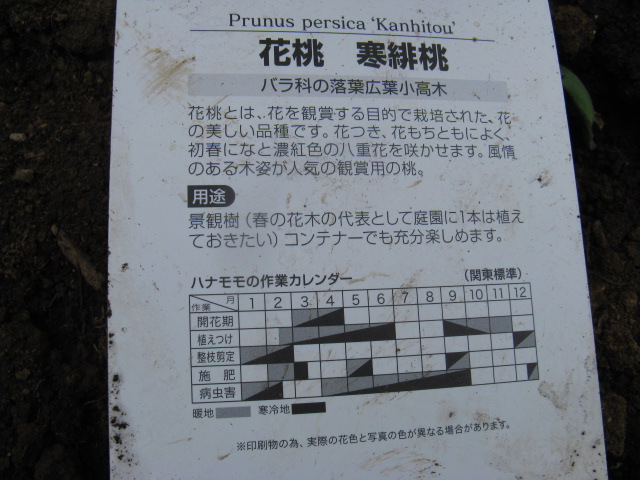 Prunus persica 'Kanhitou'
花桃　寒緋桃
バラ科の落葉広葉小高木
花桃とは、花を観賞する目的で栽培された、花
の美しい品種です。花つき、花もちともによく、
初春になと濃紅色の八重花を咲かせます。風情
のある木姿が人気の観賞用の桃。
用途
景観樹（春の花木の代表として庭園に1本は植え
ておきたい）コンテナーでも充分楽しめます。
ハナモモの作業カレンダー　（関東標準）
作業 月 1 2 3 4 5 6 7 8 9 10 11 12
開花期
植えつけ
整枝剪定
施肥
病虫害
暖地 寒冷地
※印刷物の為、実際の花色と写真の色が異なる場合があります。